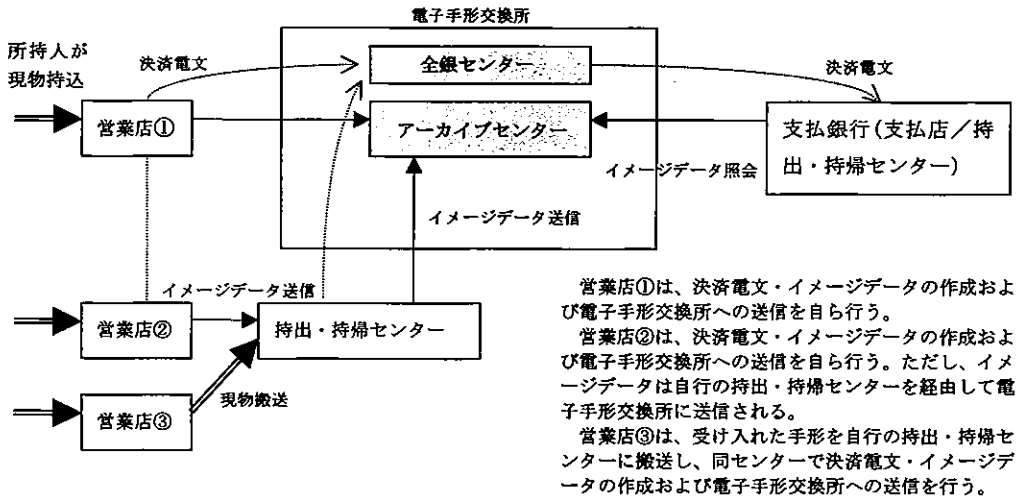 電子手形交換所
所持人が
現物持込
決済電文
全銀センター
決済電文
営業店①
アーカイブセンター
支払銀行(支払店/持
出・持帰センター)
イメージデータ照会
イメージデータ送信
イメージデータ送信
営業店②
持出・持帰センター
現物搬送
営業店③
営業店①は、決済電文・イメージデータの作成およ
び電子手形交換所への送信を自ら行う。
営業店②は、決済電文・イメージデータの作成およ
び電子手形交換所への送信を自ら行う。ただし、イメ
ージデータは自行の持出・持帰センターを経由して電
子手形交換所に送信される。
営業店③は、受け入れた手形を自行の持出・持帰セ
ンターに搬送し、同センターで決済電文・イメージデ
ータの作成および電子手形交換所への送信を行う。